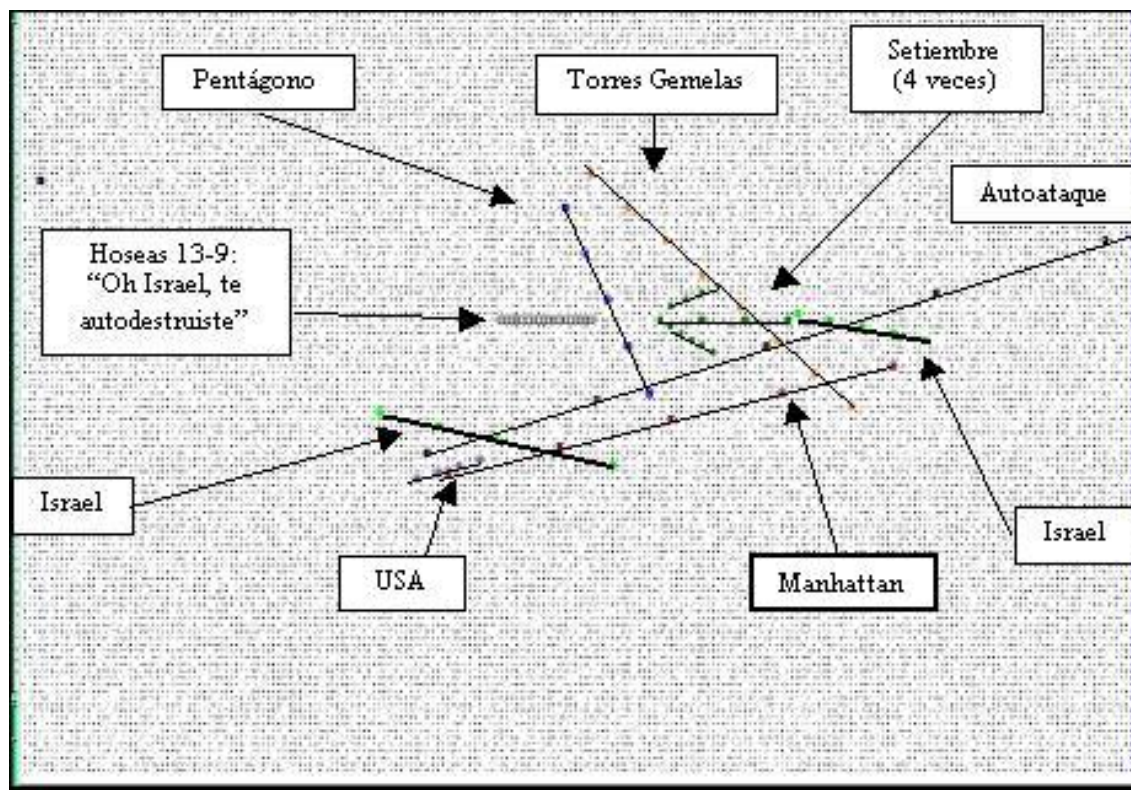 Pentágono
Torres Gemelas
Setiembre
(4 veces)
Autoataque
Hoseas 13-9:
“Oh Israel, te
autodestruiste”
Israel
USA
Manhattan
Israel